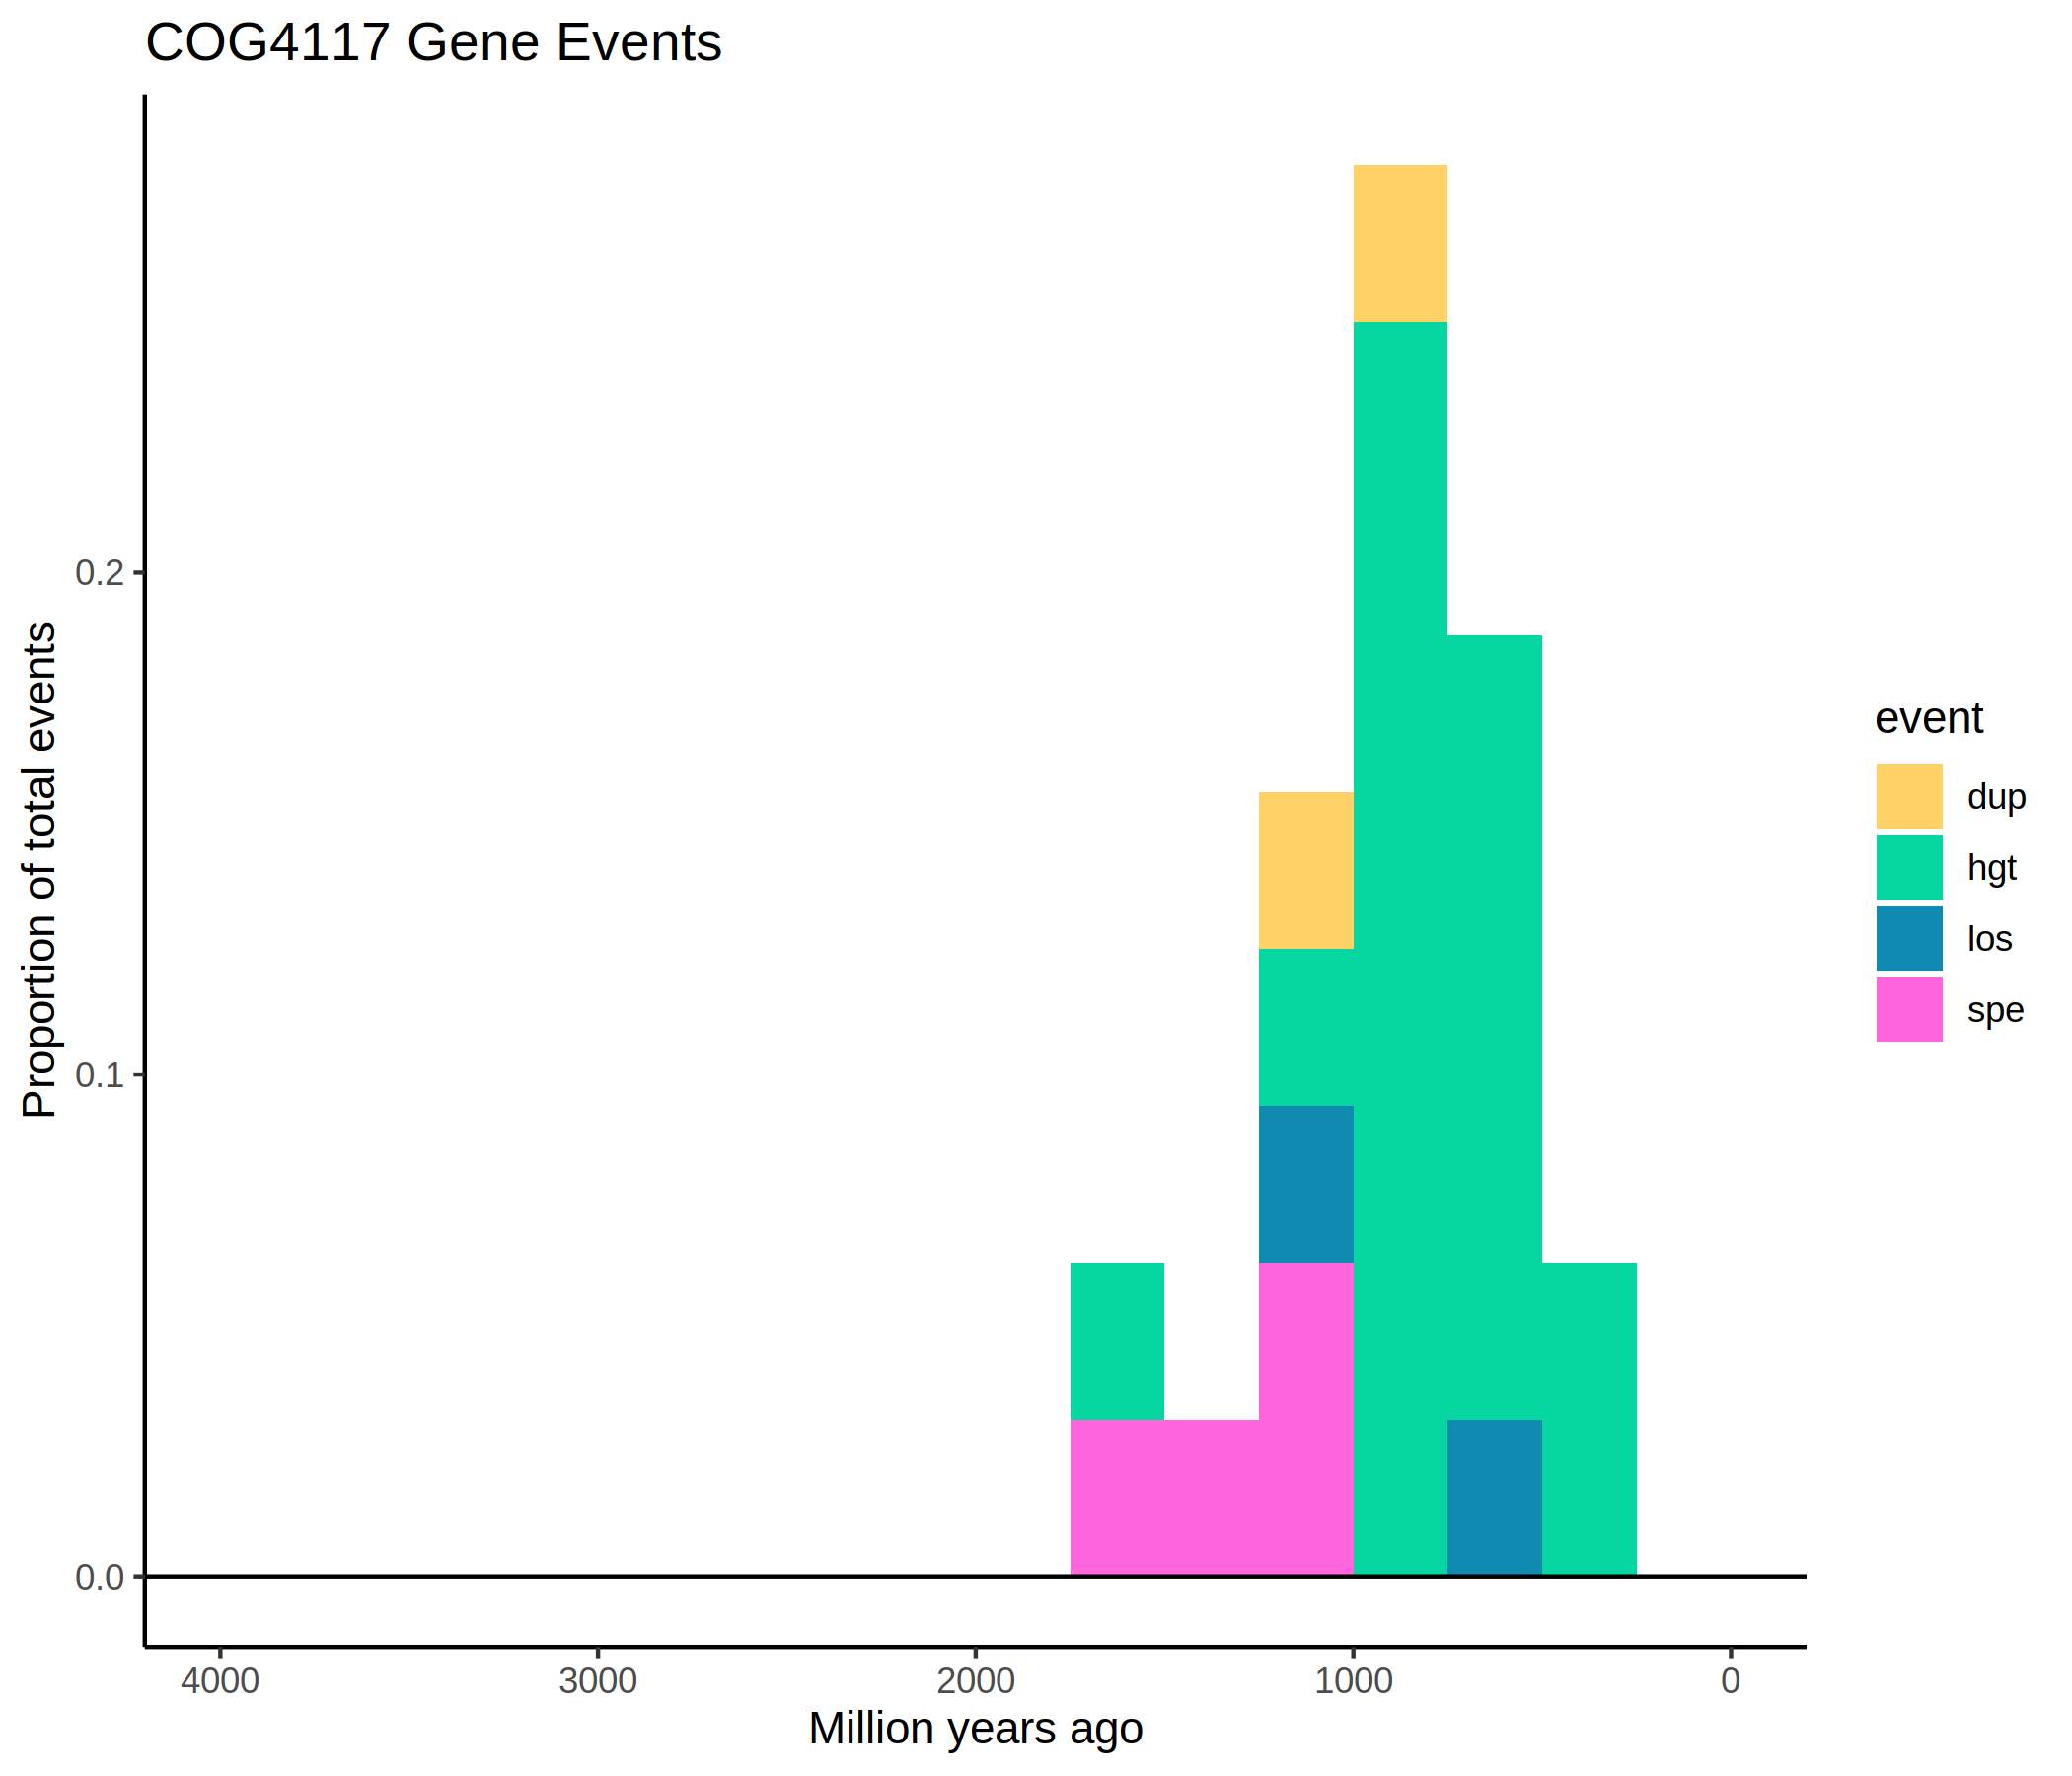 COG4117 Gene Events
Proportion of total events
0.2
0.1
0.0
4000 3000 2000 1000 0
Million years ago
event
dup
hgt
los
spe